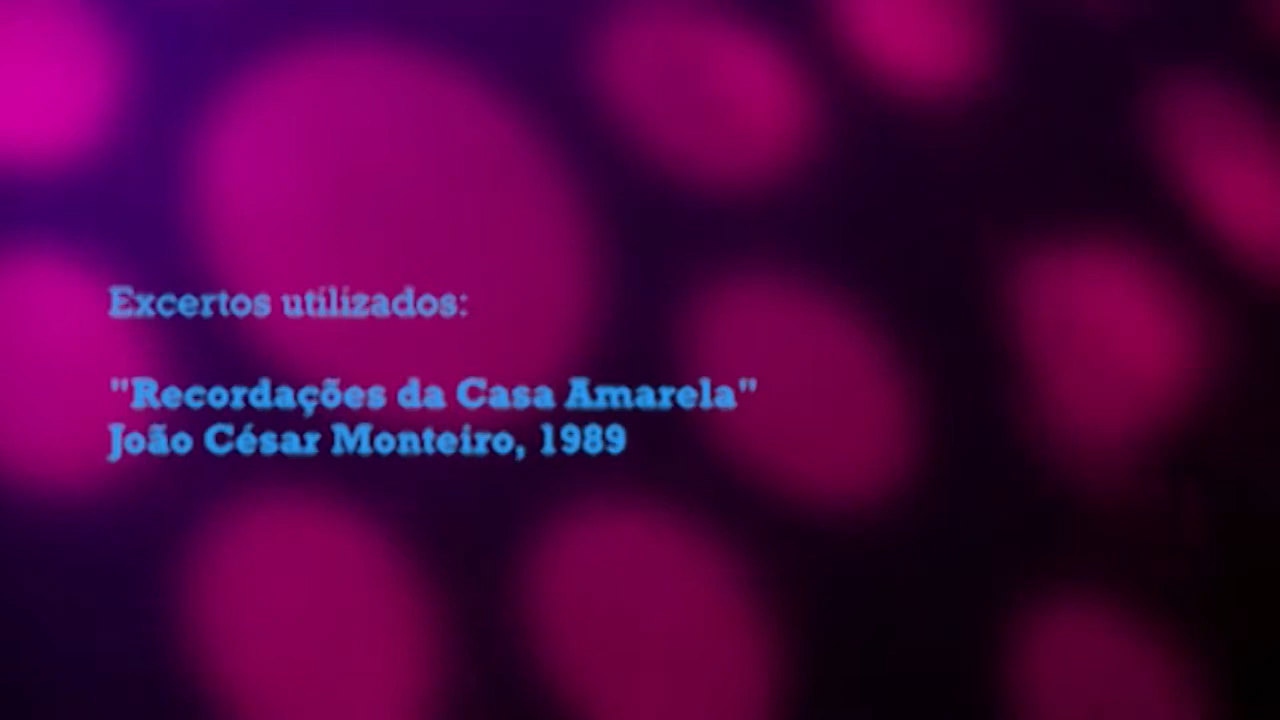 Excertos utilizados:
"Recordações da Casa Amarela"
João César Monteiro, 1989